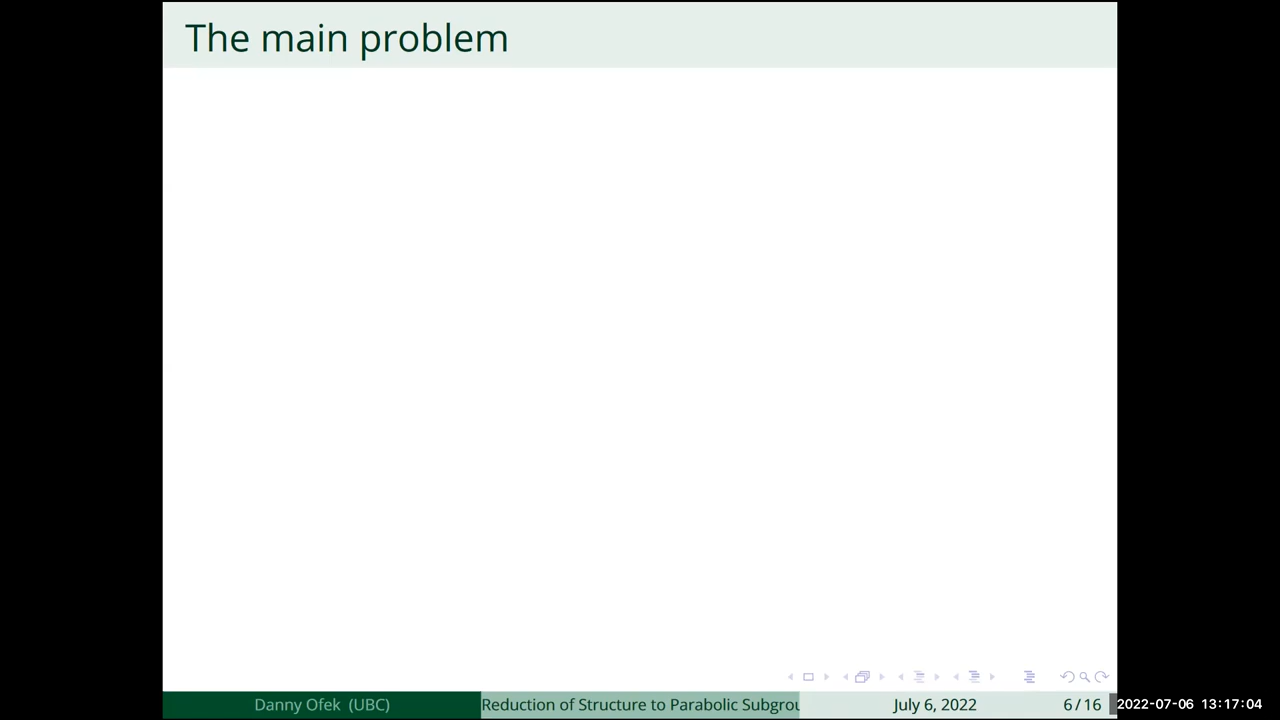 The main problem
Danny Ofek (UBC)
Reduction of Structure to Parabolic Subgrou
July 6, 2022
6 / 16
2022-07-06 13:17:04